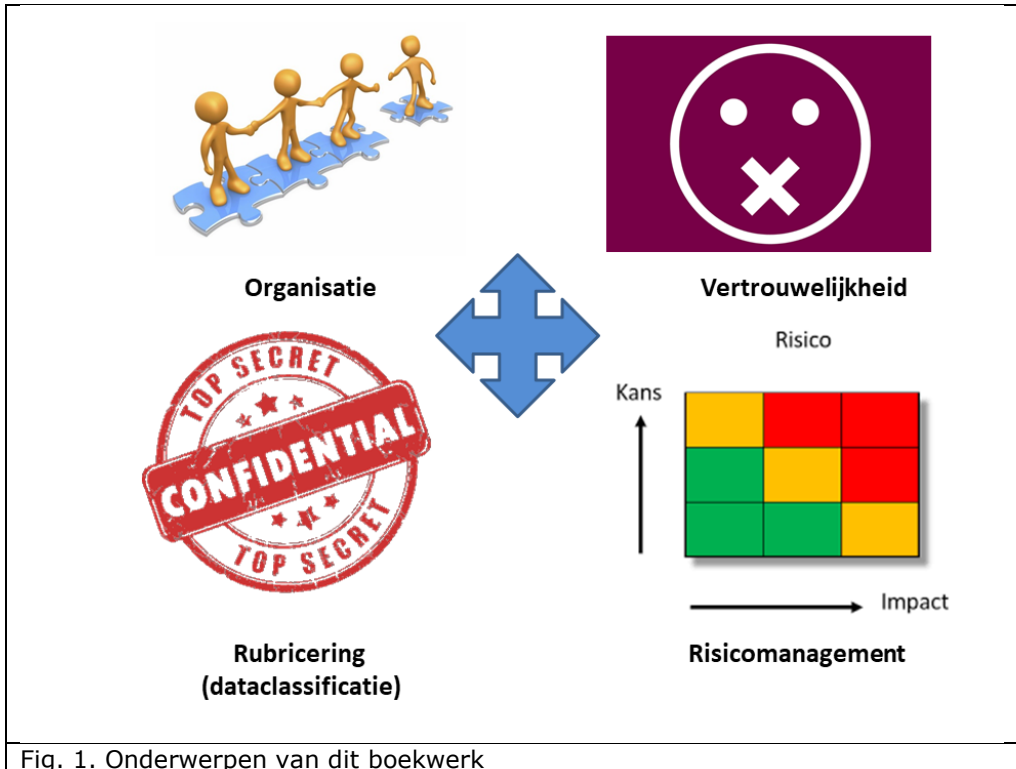 Organisatie
Vertrouwelijkheid
TOP SECRET
CONFIDENTIAL
TOP SECRET
Rubricering
(dataclassificatie)
Risico
Kans
Impact
Risicomanagement
Fig. 1. Onderwerpen van dit boekwerk